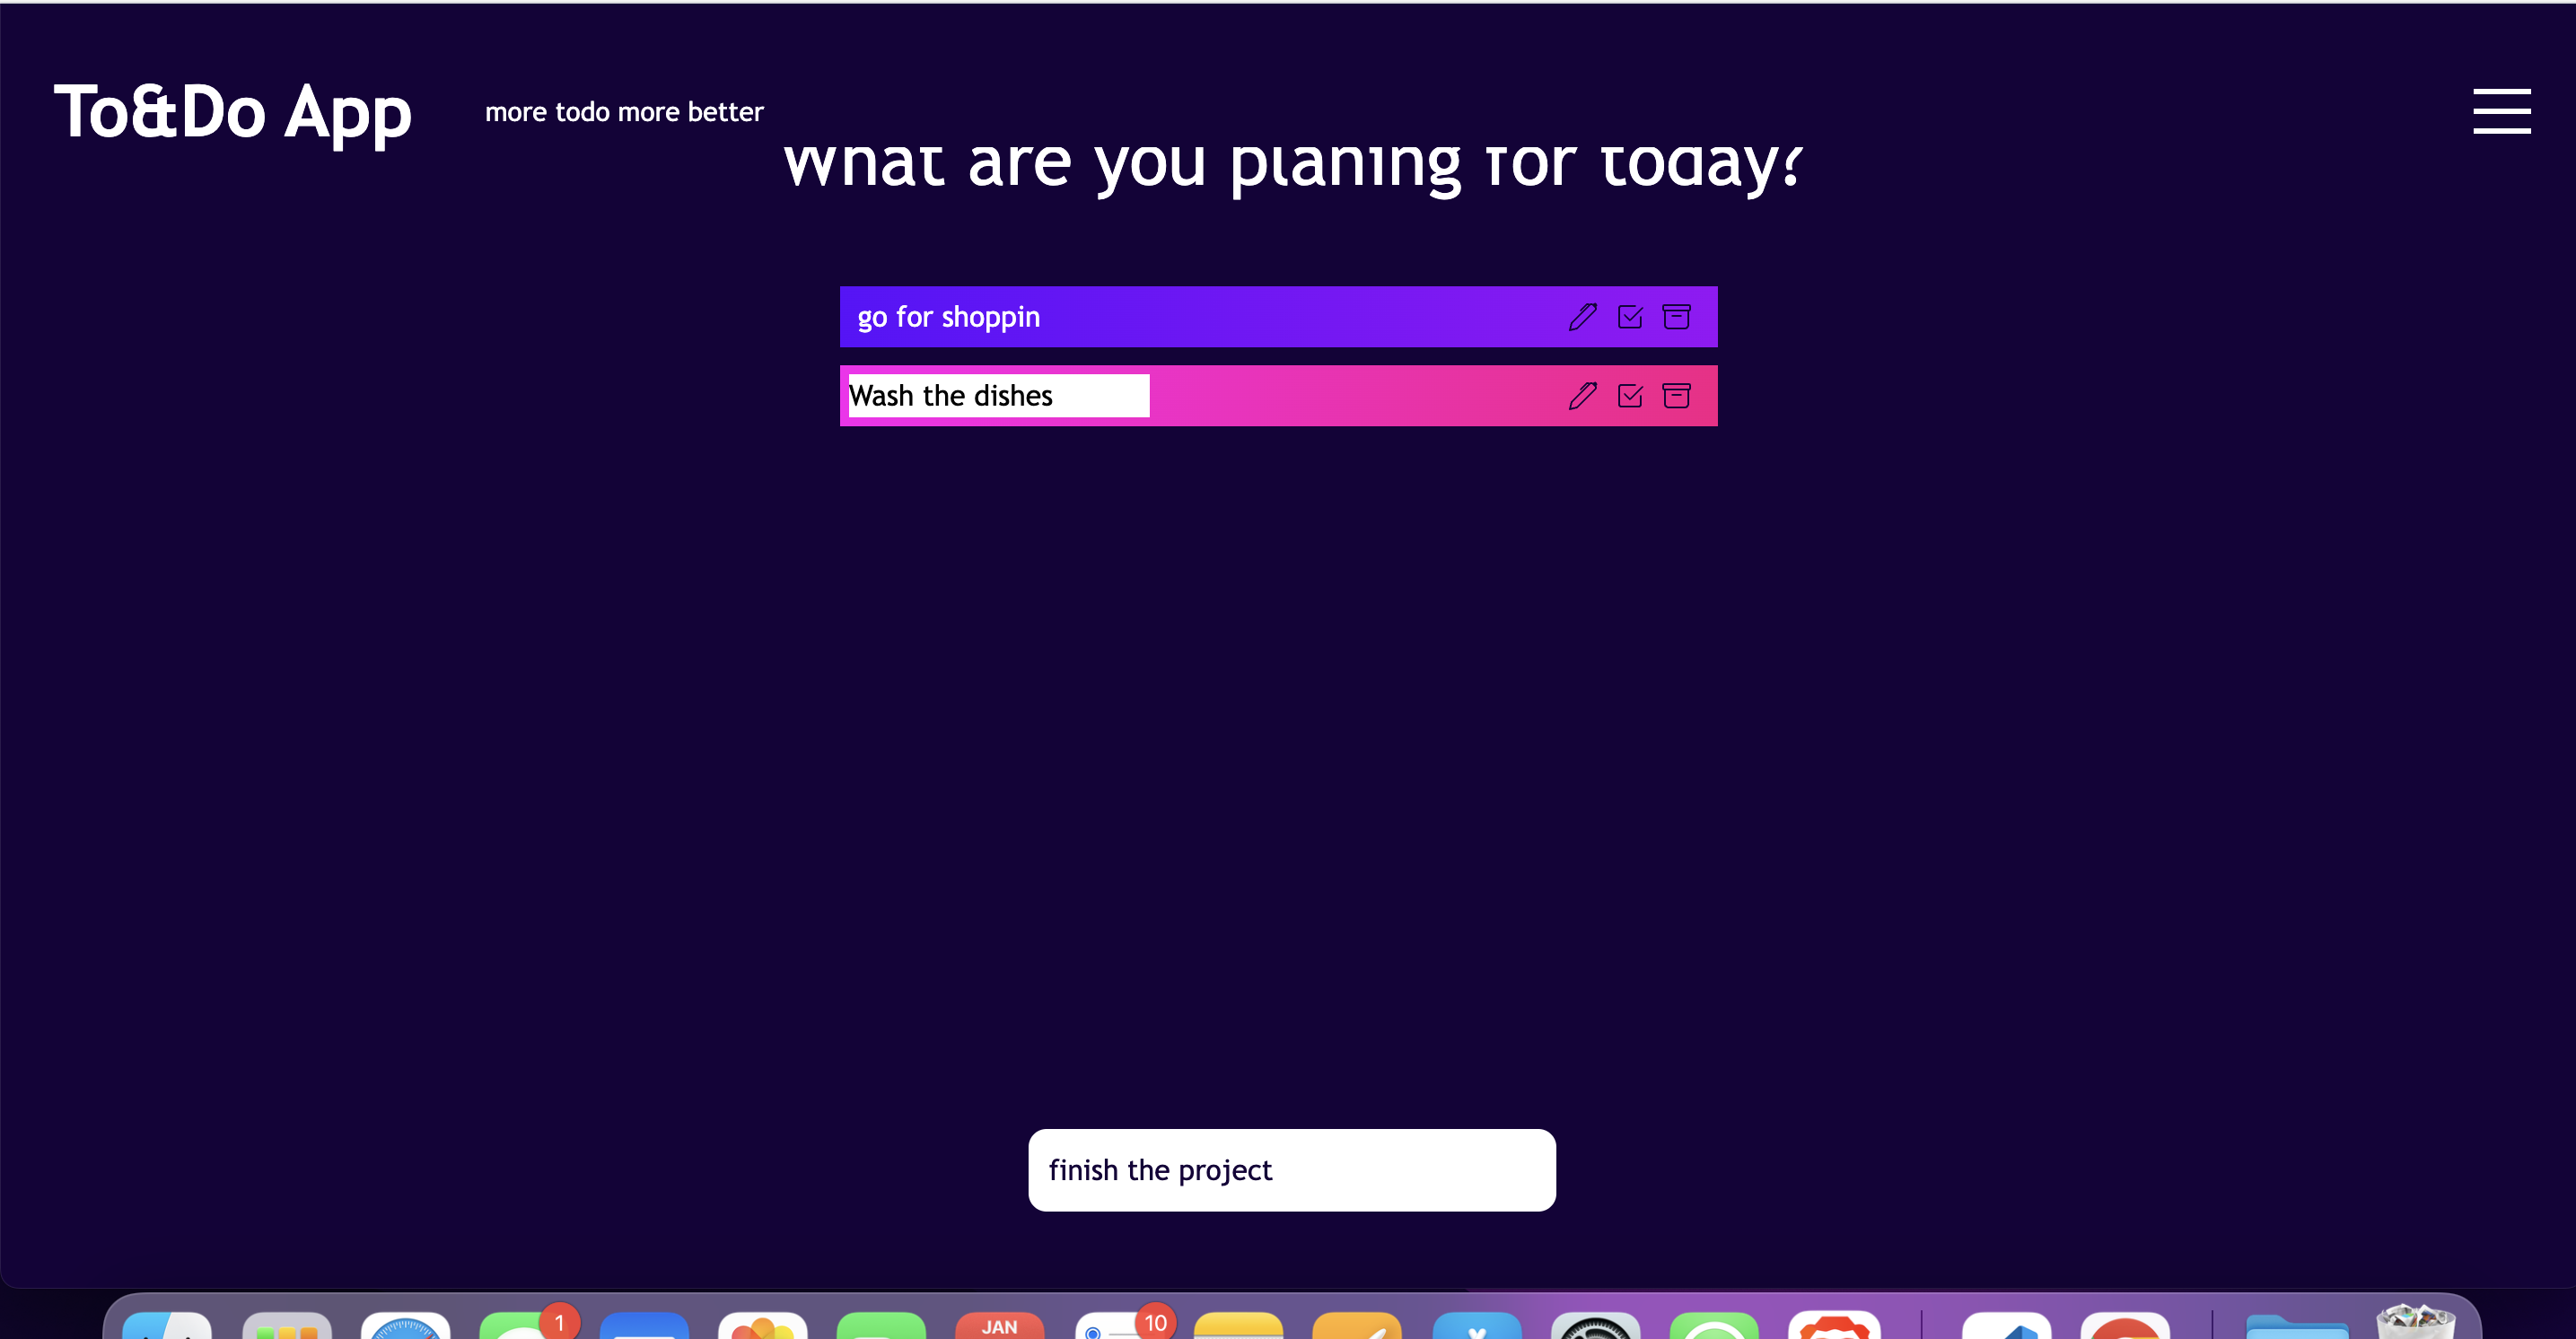 To&Do App
more todo more better
What are you planing for today?
go for shoppin
Wash the dishes
finish the project
1
JAN
10